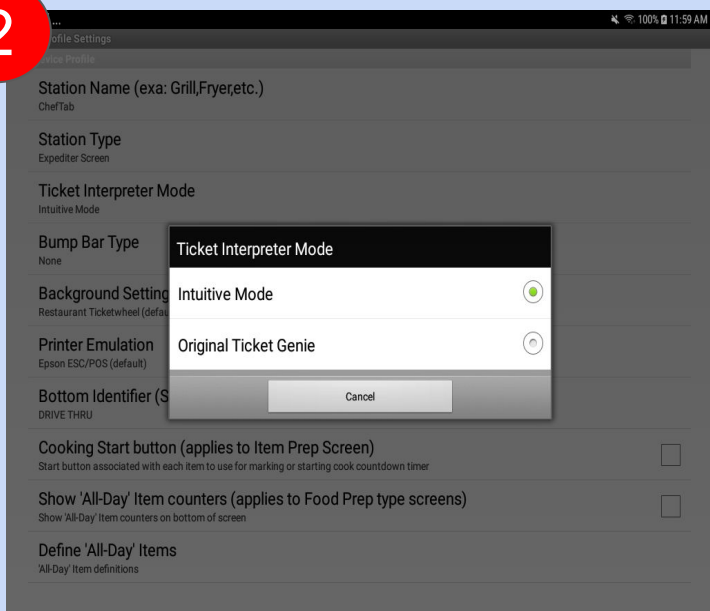 2
...
100% 11:59 AM
ofile Settings
evice Profile
Station Name (exa: Grill,Fryer,etc.)
ChefTab
Station Type
Expediter Screen
Ticket Interpreter Mode
Intuitive Mode
Bump Bar Type
None
Background Setting
Restaurant Ticketwheel (defau
Printer Emulation
Epson ESC/POS (default)
Bottom Identifier (S
DRIVE THRU
Ticket Interpreter Mode
Intuitive Mode
Original Ticket Genie
Cancel
Cooking Start button (applies to Item Prep Screen)
Start button associated with each item to use for marking or starting cook countdown timer
Show 'All-Day' Item counters (applies to Food Prep type screens)
Show 'All-Day' Item counters on bottom of screen
Define 'All-Day' Items
'All-Day' Item definitions